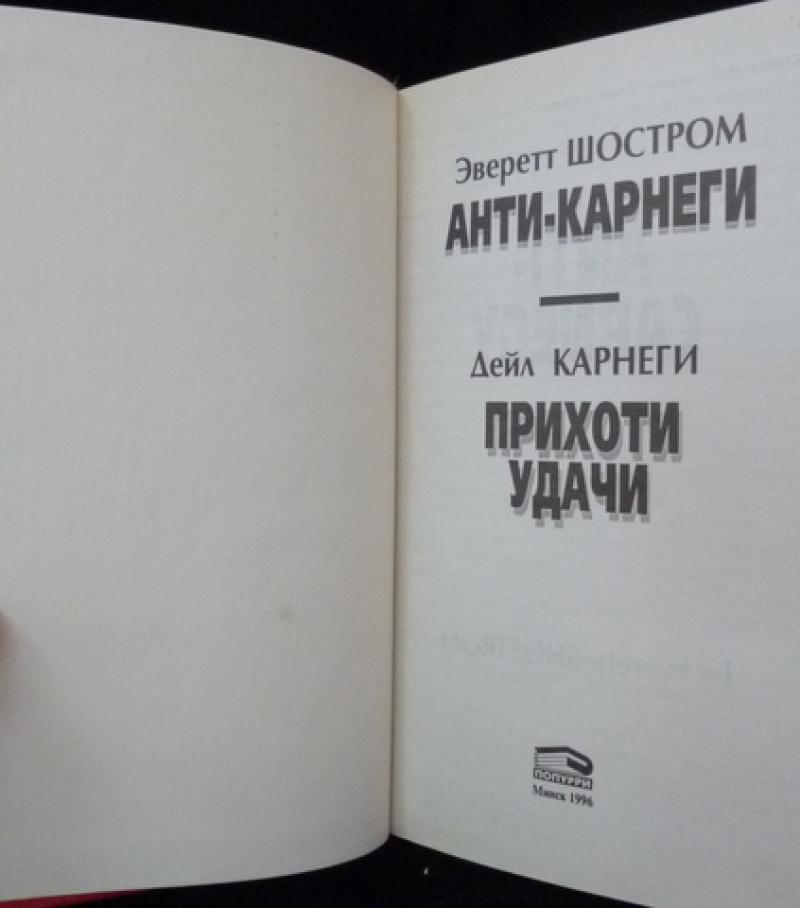 Эверетт ШОСТРОМ
АНТИ-КАРНЕГИ
Дейл КАРНЕГИ
ПРИХОТИ
УДАЧИ
ПОПУРРИ
Минск 1996